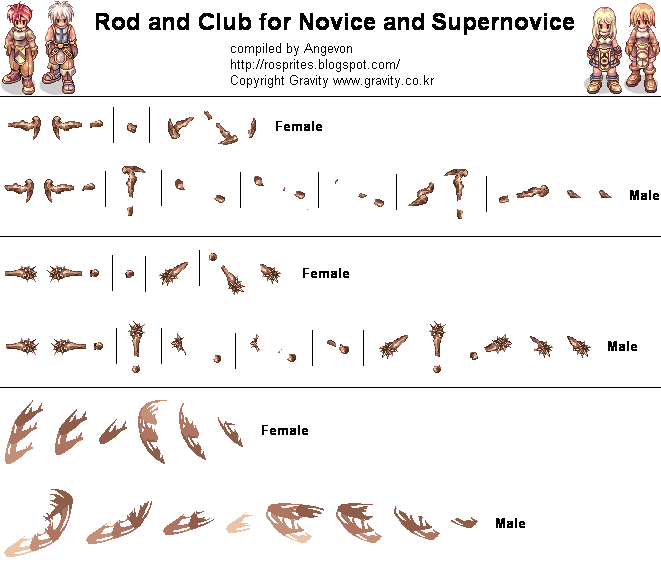 Rod and Club for Novice and Supernovice
compiled by Angevon
http://rosprites.blogspot.com/
Copyright Gravity www.gravity.co.kr
Female
Male
Female
Male
Female
Male